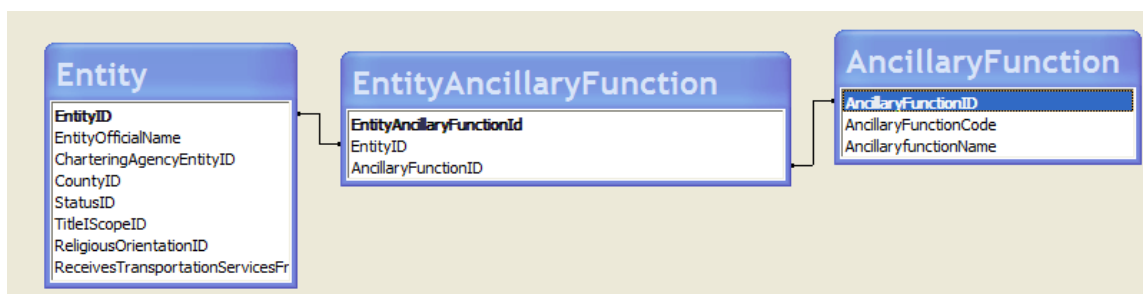 Entity
EntityID
EntityOfficialName
CharteringAgencyEntityID
CountyID
StatusID
TitleIScopeID
ReligiousOrientationID
ReceivesTransportationServicesFr
EntityAncillaryFunction
EntityAncillaryFunctionId
EntityID
AncillaryFunctionID
AncillaryFunction
AncillaryFunctionID
AncillaryFunctionCode
AncillaryfunctionName